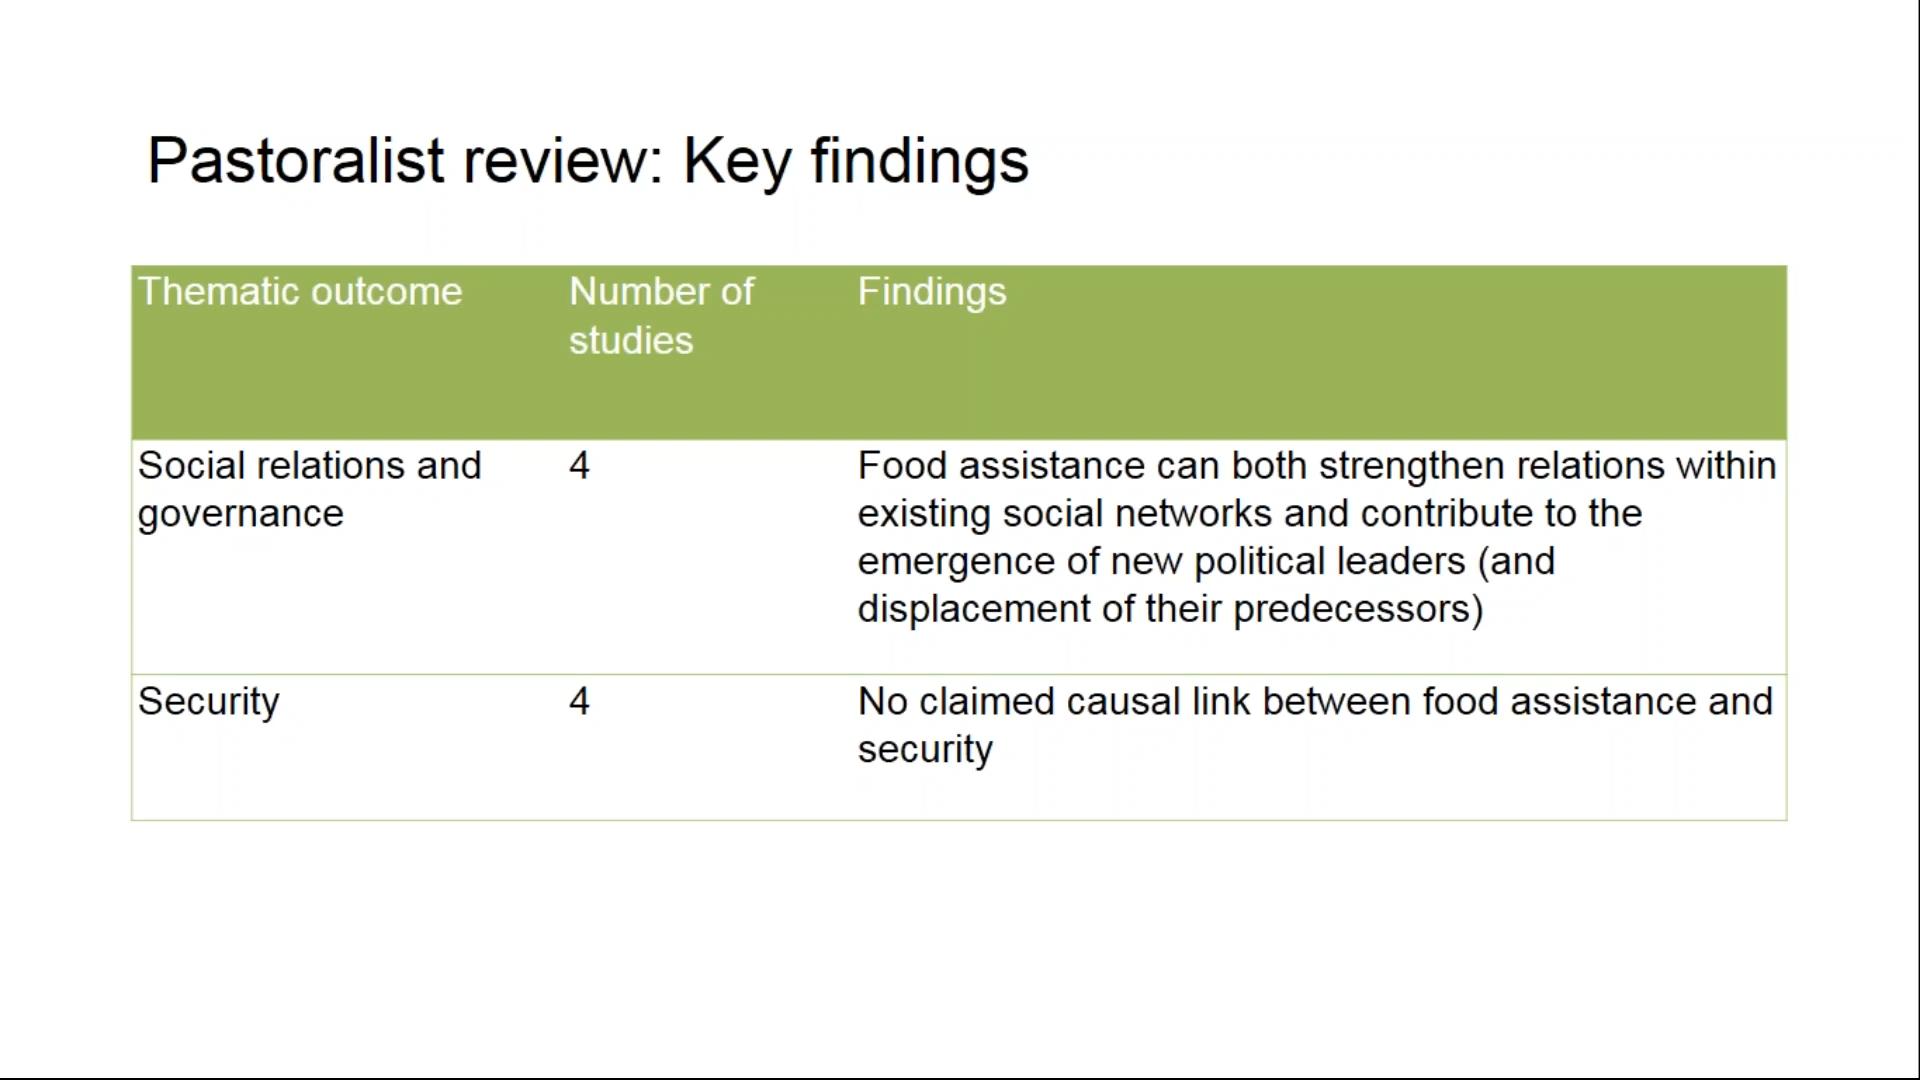 Pastoralist review: Key findings
Thematic outcome
Number of
studies
Findings
Social relations and
governance
4
Food assistance can both strengthen relations within
existing social networks and contribute to the
emergence of new political leaders (and
displacement of their predecessors)
Security
4
No claimed causal link between food assistance and
security